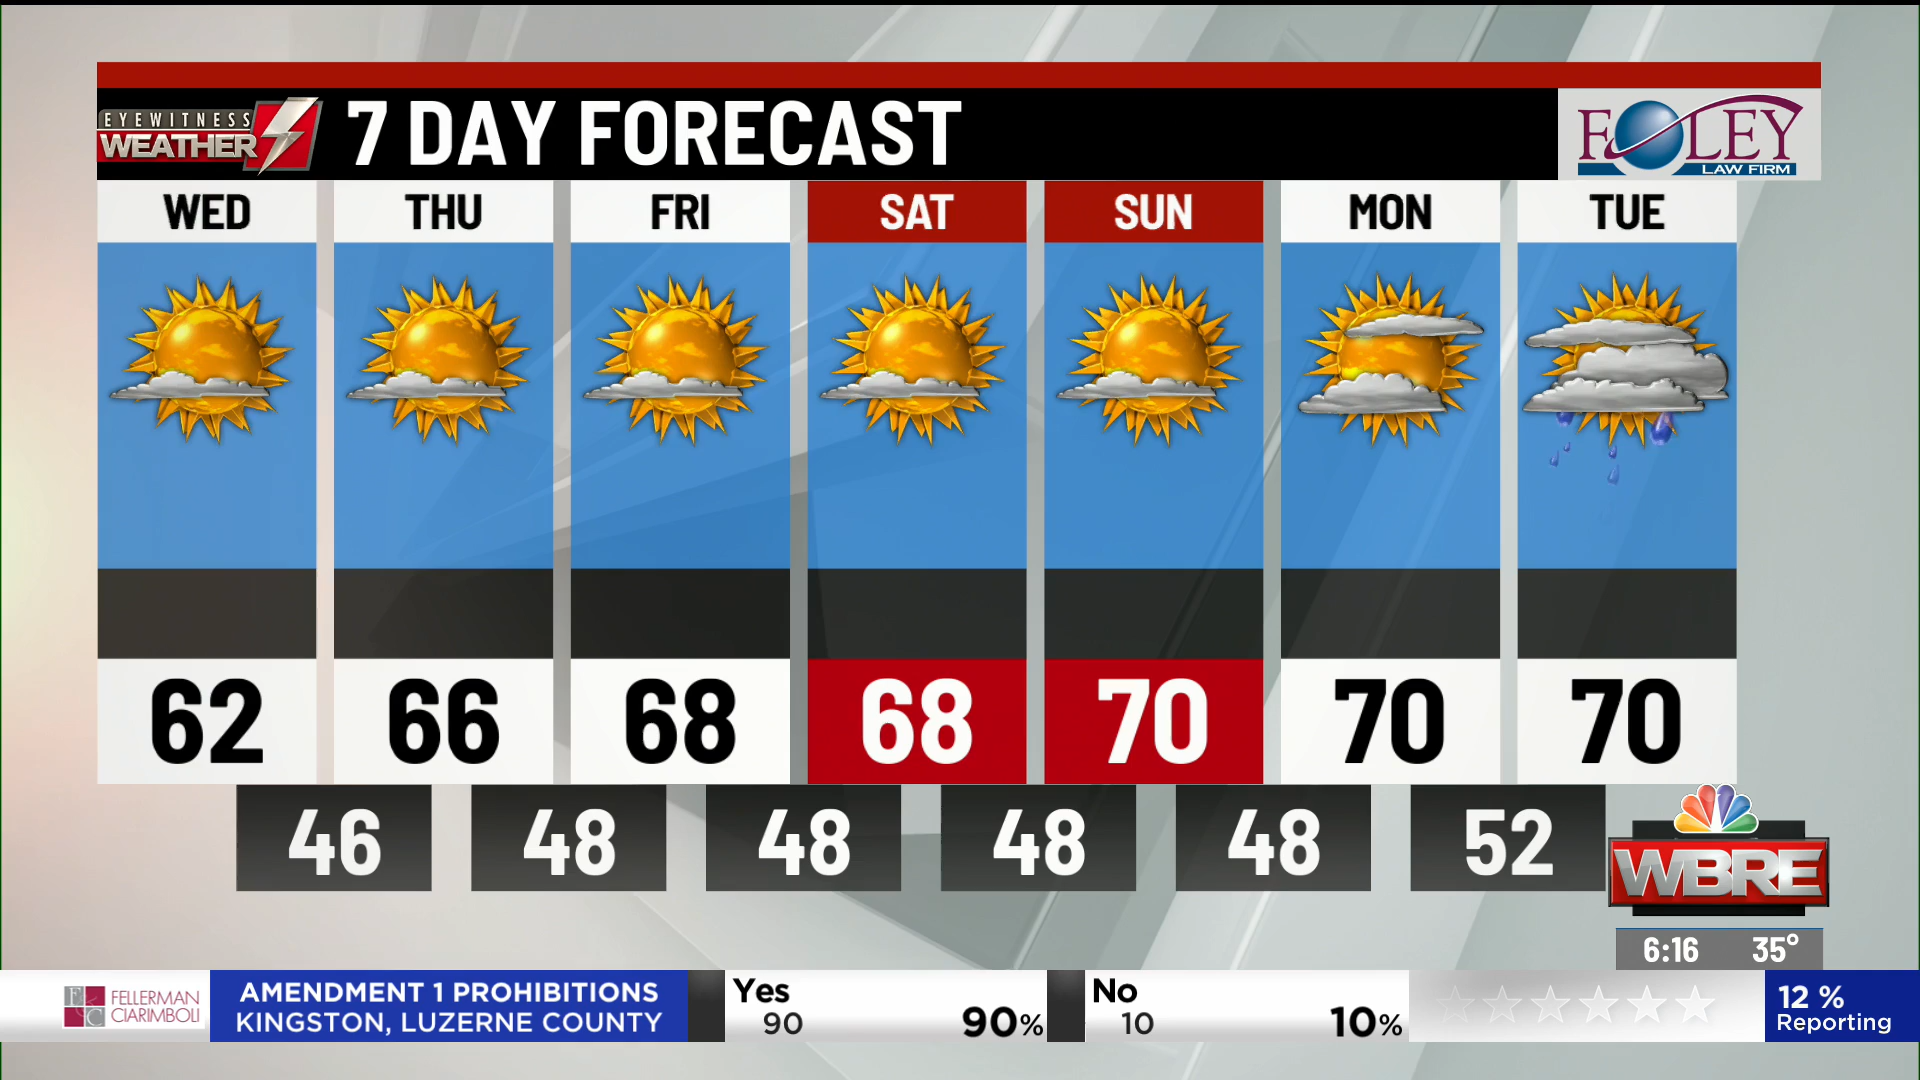 EYEWITNESS
WEATHER
7 DAY FORECAST
FOLEY
LAW FIRM
WED THU FRI SAT SUN MON TUE
62 66 68 68 70 70 70
46 48 48 48 48 52
WBRE
6:16 35°
FC
FELLERMAN
CIARIMBOLI
AMENDMENT 1 PROHIBITIONS
KINGSTON, LUZERNE COUNTY
Yes
90 90%
No
10 10%
12 %
Reporting